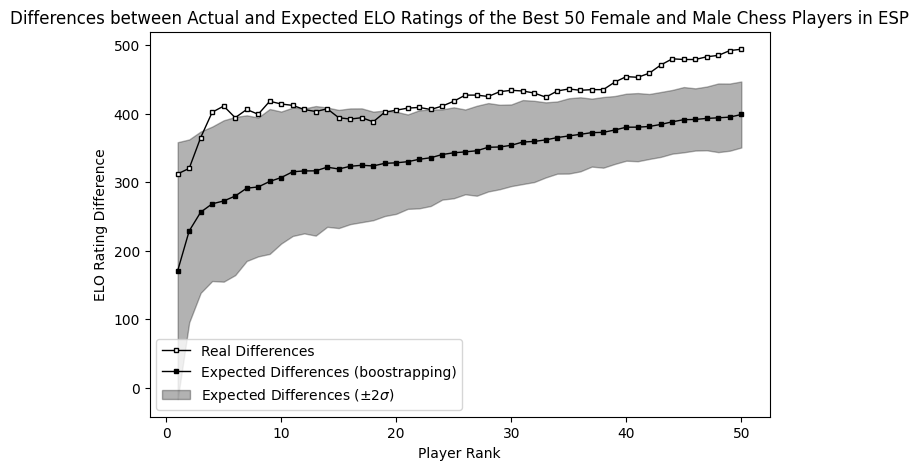 Differences between Actual and Expected ELO Ratings of the Best 50 Female and Male Chess Players in ESP
500
400
300
200
100
0
ELO Rating Difference
Real Differences
Expected Differences (boostrapping)
Expected Differences (±2σ)
0 10 20 30 40 50
Player Rank